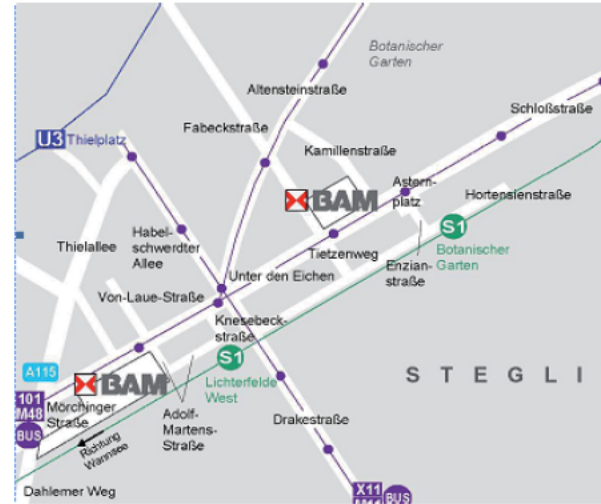 Botanischer
Garten
Altensteinstraße
Schloßstraße
Fabeckstraße
U3 Thielplatz
Kamillenstraße
BAM
Astern-
platz
Hortensienstraße
Habel-
schwerdter
Allee
Thielallee
Tietzenweg
S1
Botanischer
Garten
Enzian-
straße
Unter den Eichen
Von-Laue-Straße
Knesebeck-
straße
S1
Lichterfelde
West
A115
BAM
STEGLI
101
M48
BUS
Mörchinger
Straße
Adolf-
Martens-
Straße
Drakestraße
Richtung
Wannsee
Dahlemer Weg
X11
BUS